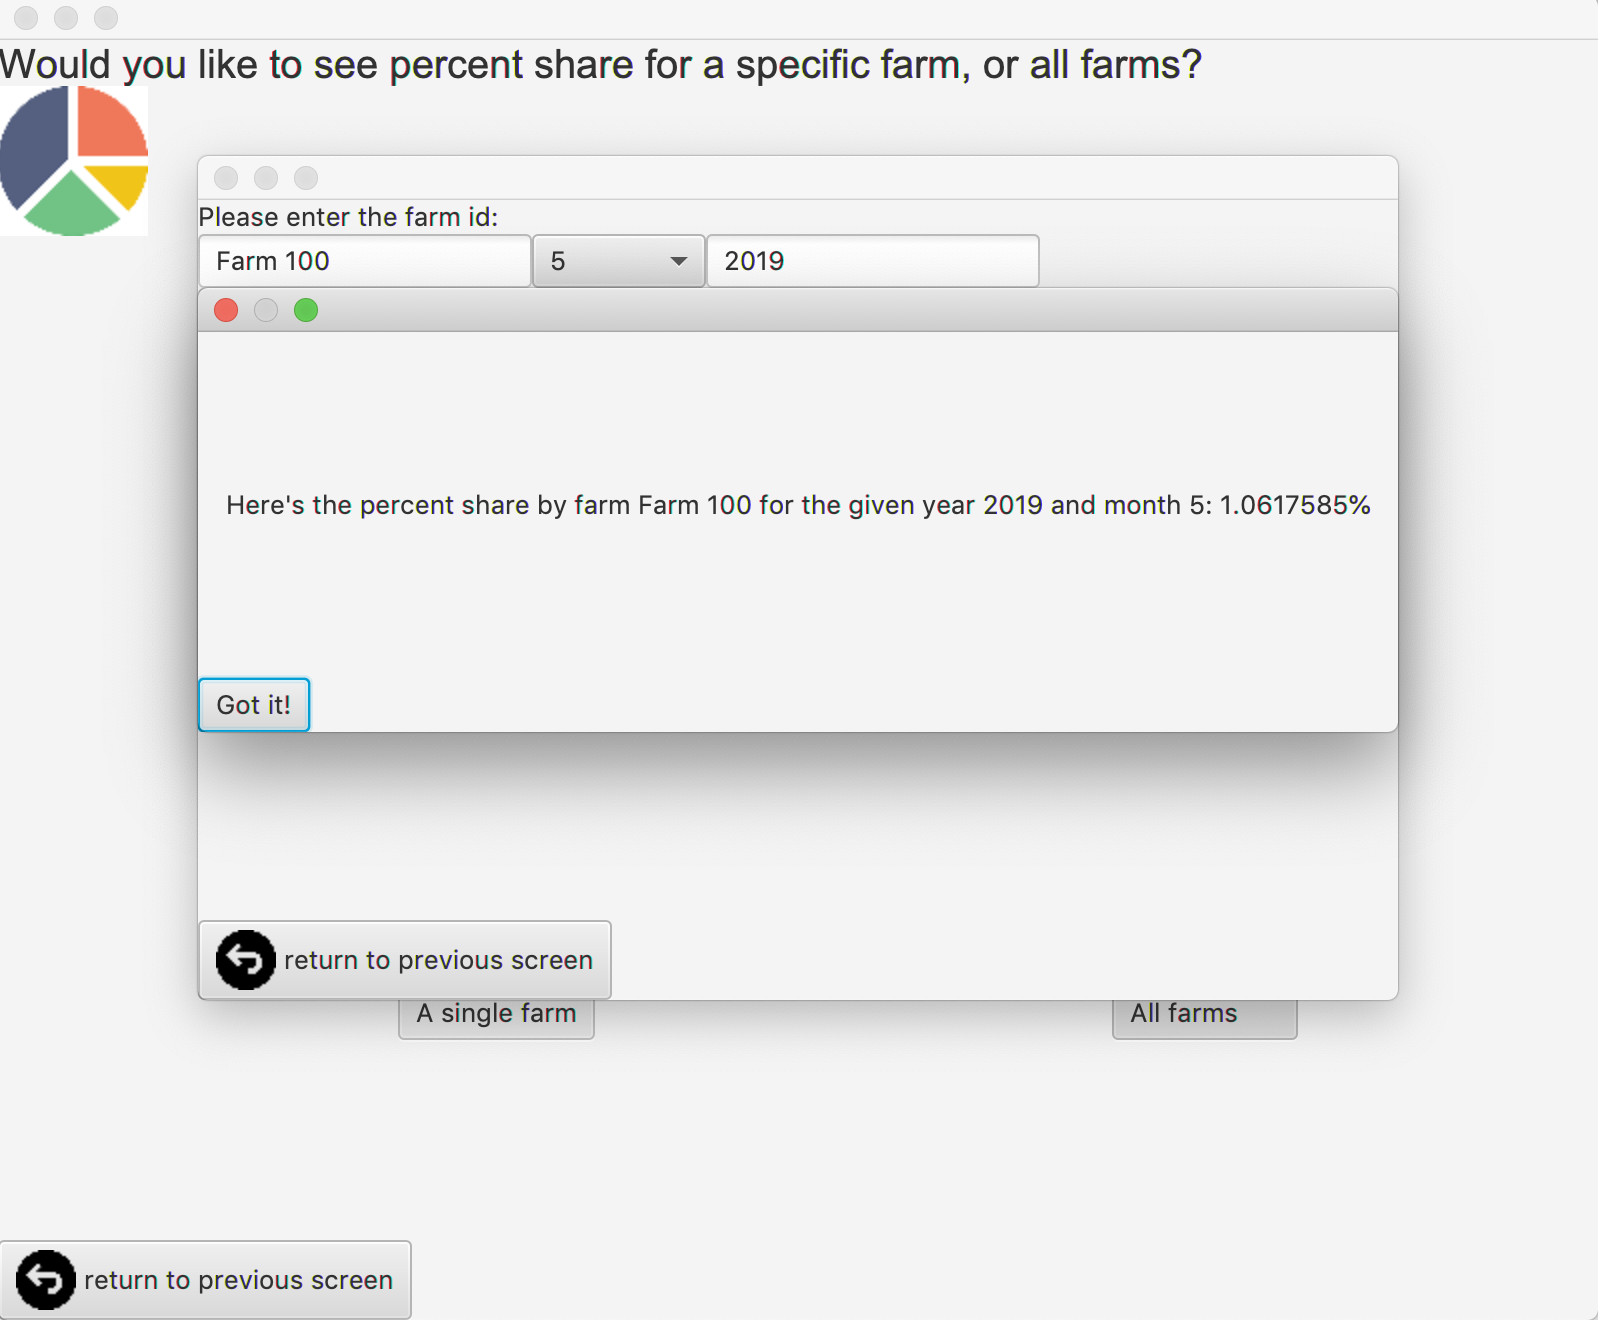 Would you like to see percent share for a specific farm, or all farms?
Please enter the farm id:
Farm 100 5 2019
Here's the percent share by farm Farm 100 for the given year 2019 and month 5: 1.0617585%
Got it!
return to previous screen
A single farm All farms
return to previous screen